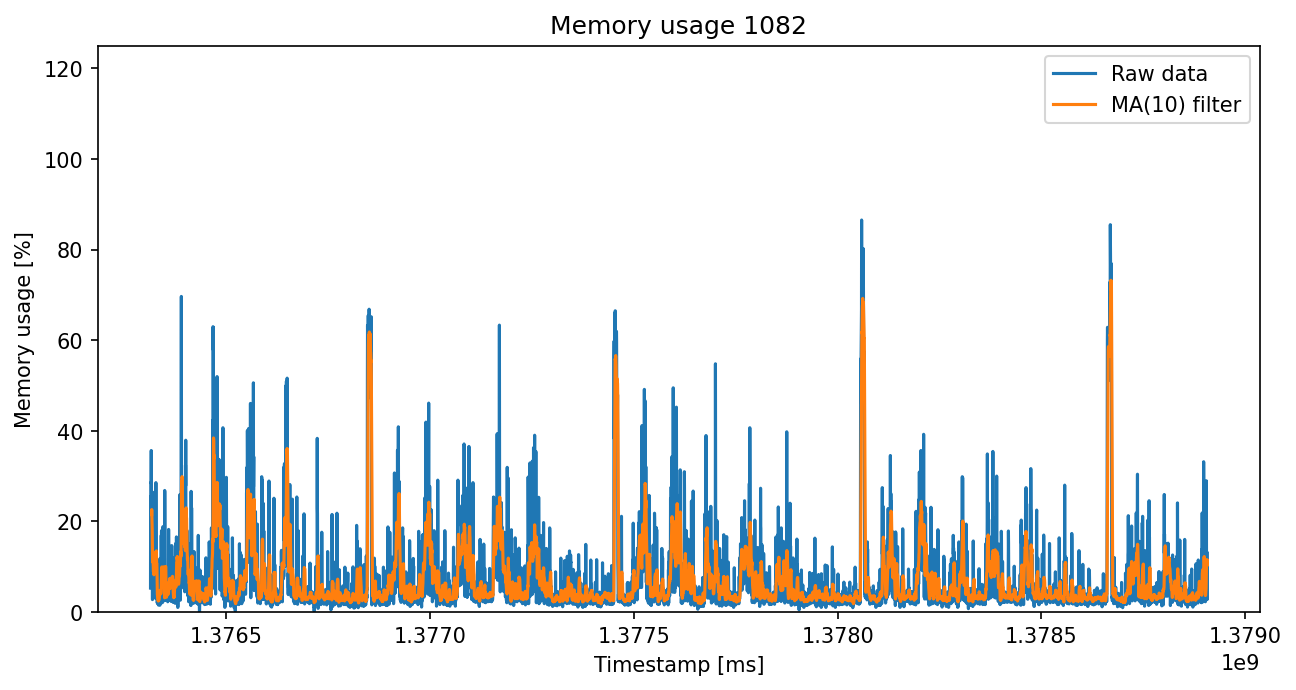 Memory usage 1082
Raw data
MA(10) filter
Memory usage [%]
120
100
80
60
40
20
0
1.3765 1.3770 1.3775 1.3780 1.3785 1.3790
1e9
Timestamp [ms]